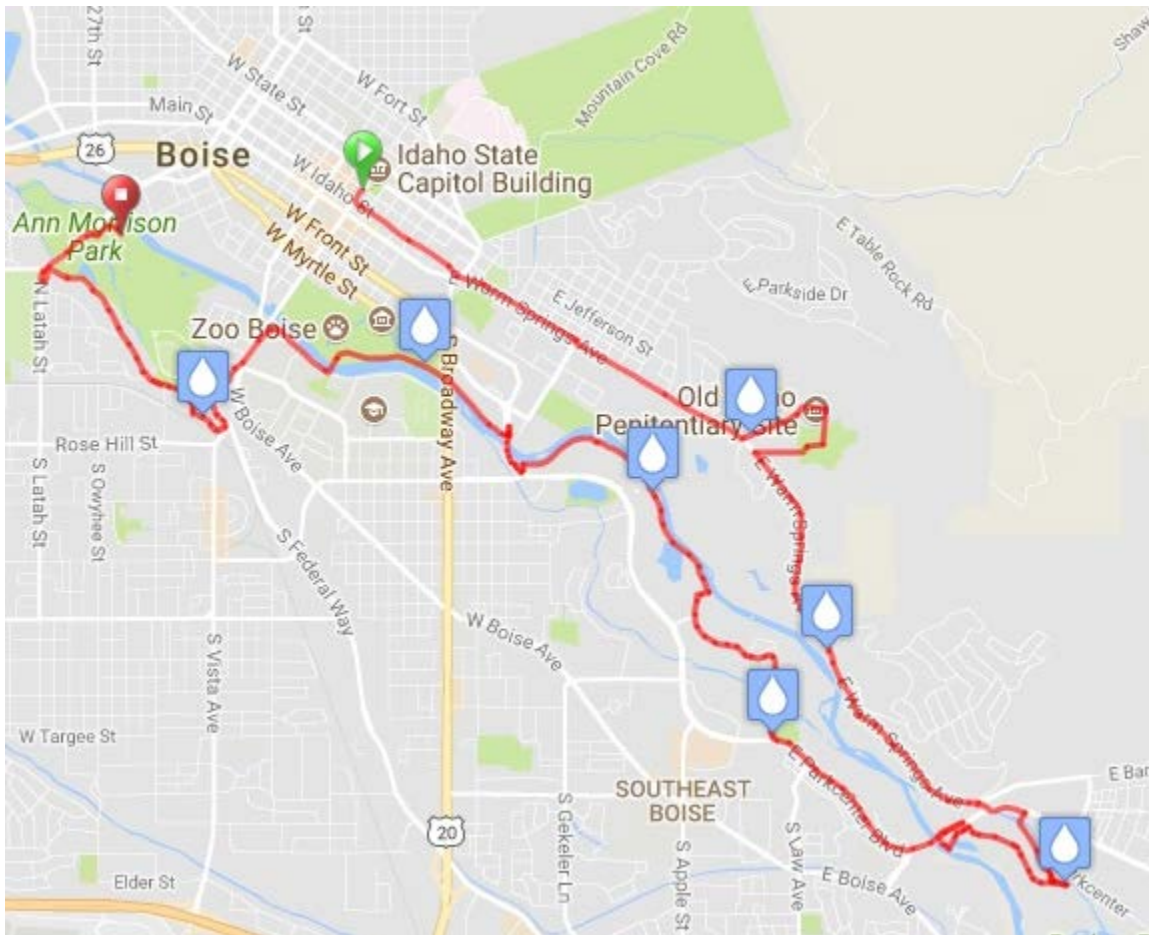 27th St
St
Shaw
W Fort St
W State St
Mountain Cove Rd
Main St
26
Boise
Idaho State
Capitol Building
W Idaho St
Ann Morrison
Park
W Front St
W Myrtle St
E Table Rock Rd
E Parkside Dr
E Warm Springs Ave
E Jefferson St
N Latah St
Zoo Boise
S Broadway Ave
Old
Penitentiary Site
W Boise Ave
Rose Hill St
S Latah St
S Owyhee St
E Warm Springs
S Federal Way
S Vista Ave
W Boise Ave
E Warm Springs Ave
W Targee St
SOUTHEAST
BOISE
E Parkcenter Blvd
E Bar
20
S Gekeler Ln
S Apple St
S Law Ave
E Boise Ave
rkcenter
Elder St